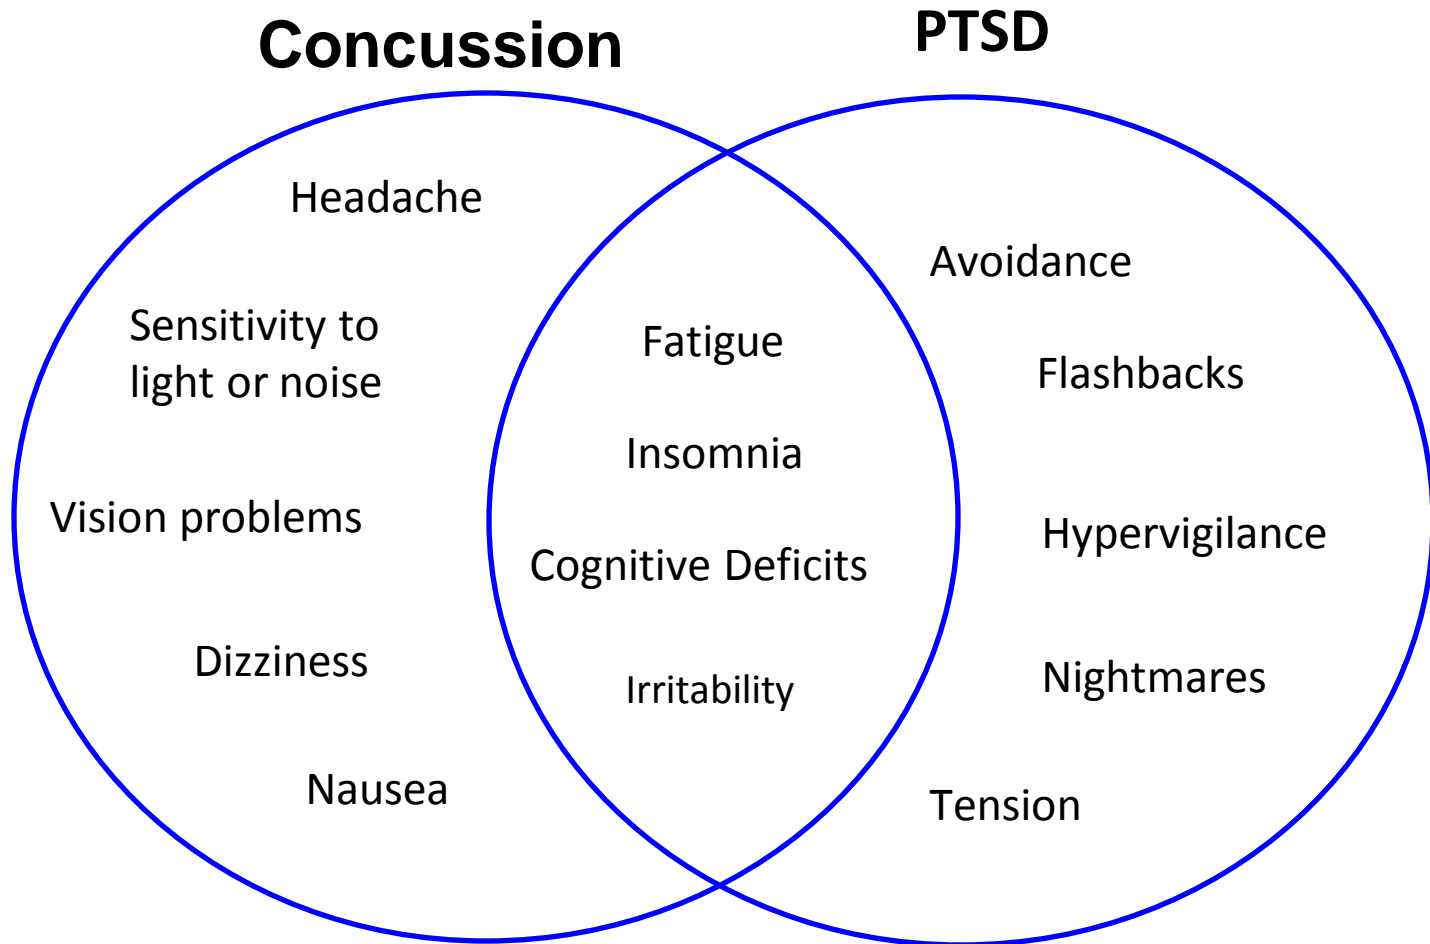 Concussion
PTSD
Headache
Sensitivity to
light or noise
Vision problems
Dizziness
Nausea
Fatigue
Insomnia
Cognitive Deficits
Irritability
Avoidance
Flashbacks
Hypervigilance
Nightmares
Tension